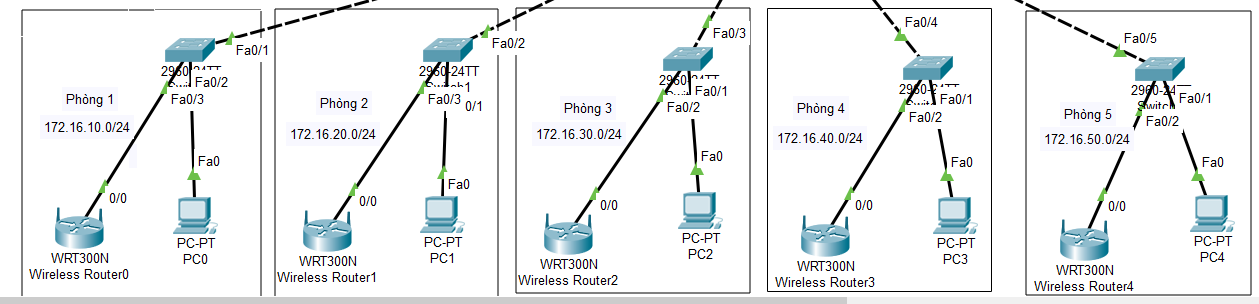 Fa0/1
2960-24TT
Fa0/2
Fa0/3
Phòng 1
172.16.10.0/24
Fa0
0/0
WRT300N
Wireless Router0
PC-PT
PC0
Fa0/2
2960-24TT
Fa0/3
0/1
Phòng 2
172.16.20.0/24
Fa0
0/0
WRT300N
Wireless Router1
PC-PT
PC1
Fa0/3
Fa0/1
Fa0/2
Phòng 3
172.16.30.0/24
Fa0
0/0
WRT300N
Wireless Router2
PC-PT
PC2
Fa0/4
Fa0/1
Fa0/2
Phòng 4
172.16.40.0/24
Fa0
0/0
WRT300N
Wireless Router3
PC-PT
PC3
Fa0/5
Switch
Fa0/1
Fa0/2
Phòng 5
172.16.50.0/24
Fa0
0/0
WRT300N
Wireless Router4
PC-PT
PC4